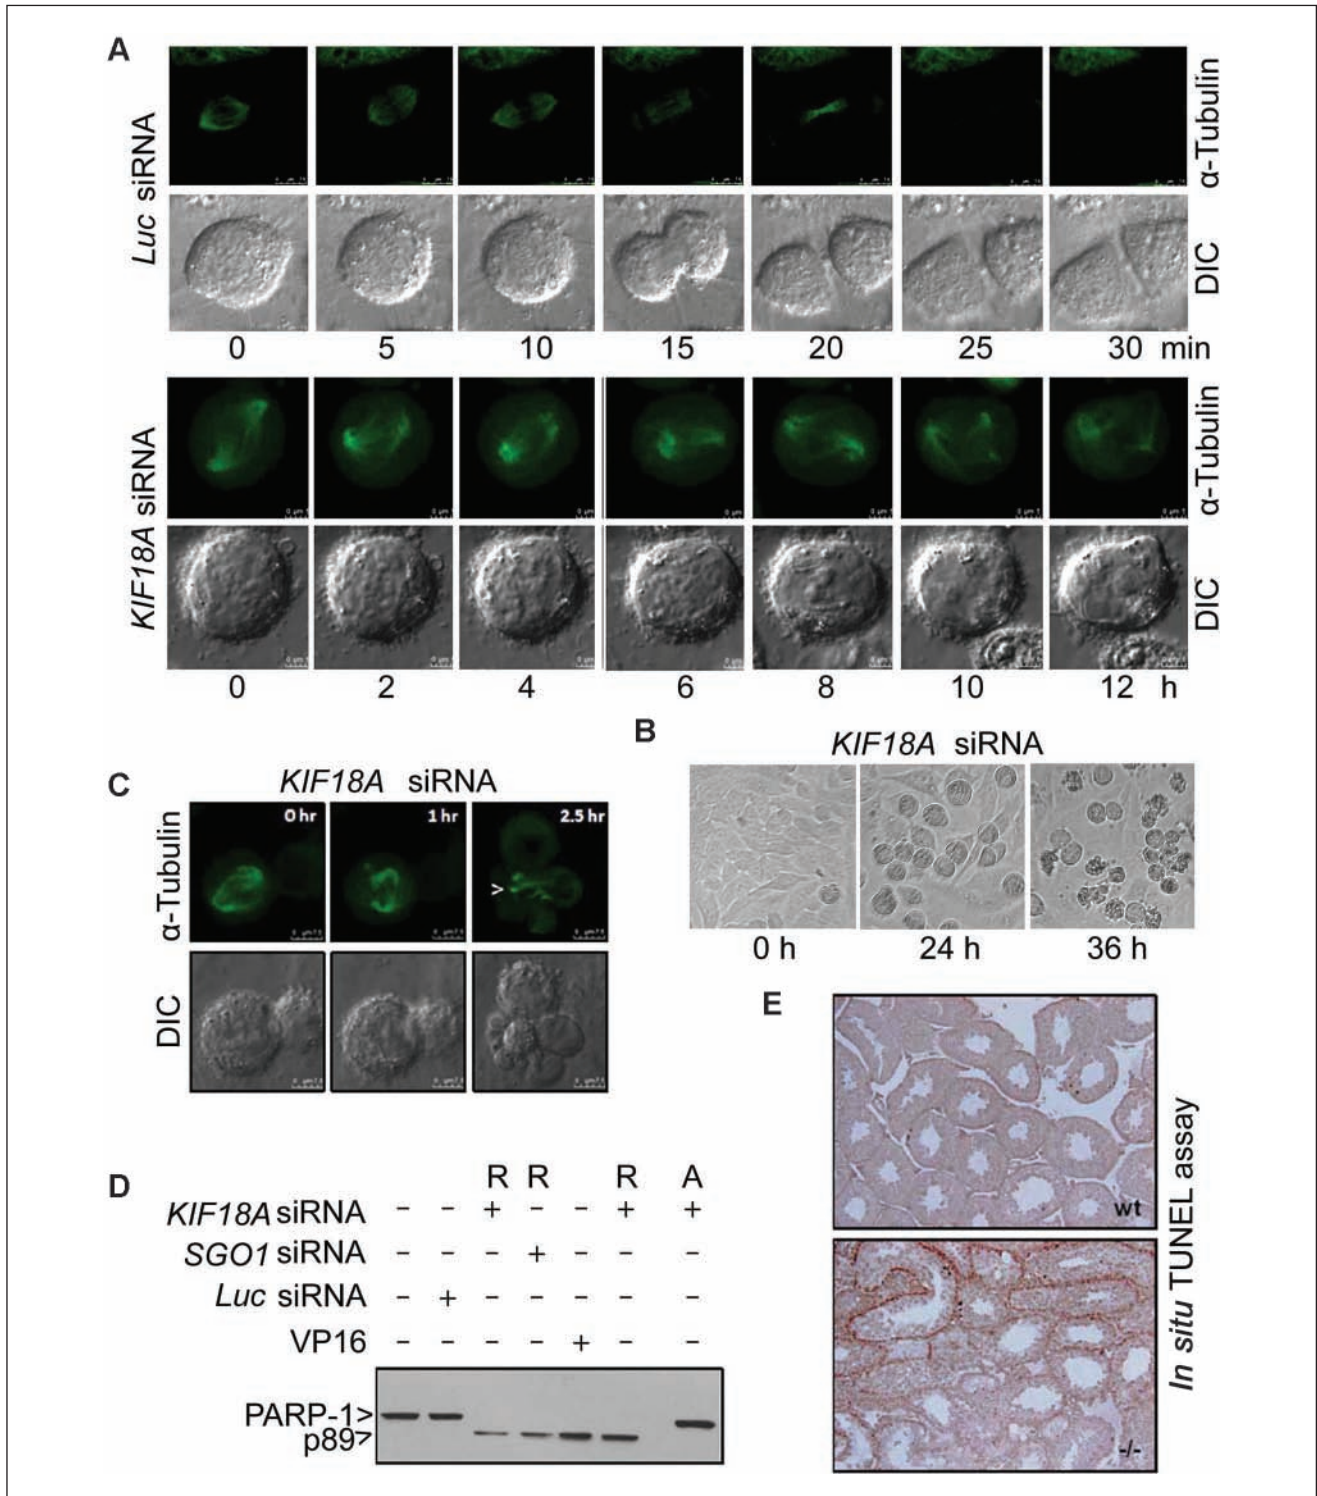 A
Luc siRNA
α-Tubulin
DIC
0 5 10 15 20 25 30 min
KIF18A siRNA
α-Tubulin
DIC
0 2 4 6 8 10 12 h
B
KIF18A siRNA
0 h 24 h 36 h
C
KIF18A siRNA
0 hr 1 hr 2.5 hr
α-Tubulin
>
DIC
D
R R R A
KIF18A siRNA – – + – – + +
SGO1 siRNA – – – + – – –
Luc siRNA – + – – – – –
VP16 – – – – + – –
PARP-1>
p89>
E
wt
-/-
In situ TUNEL assay